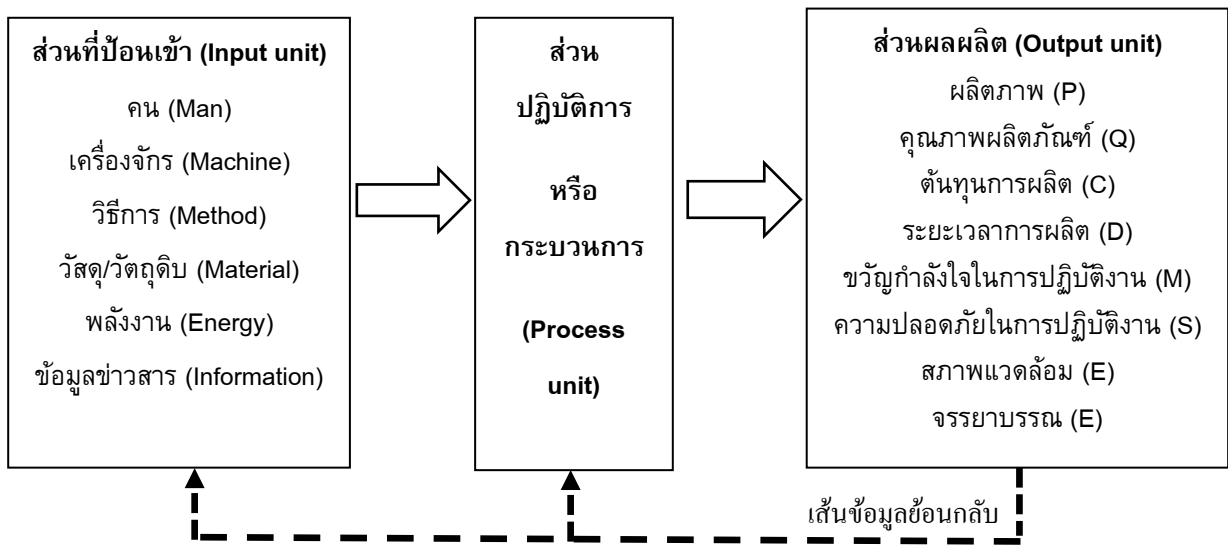 ส่วนที่ป้อนเข้า (Input unit)
คน (Man)
เครื่องจักร (Machine)
วิธีการ (Method)
วัสดุ/วัตถุดิบ (Material)
พลังงาน (Energy)
ข้อมูลข่าวสาร (Information)
ส่วน
ปฏิบัติการ
หรือ
กระบวนการ
(Process
unit)
ส่วนผลผลิต (Output unit)
ผลิตภาพ (P)
คุณภาพผลิตภัณฑ์ (Q)
ต้นทุนการผลิต (C)
ระยะเวลาการผลิต (D)
ขวัญกำลังใจในการปฏิบัติงาน (M)
ความปลอดภัยในการปฏิบัติงาน (S)
สภาพแวดล้อม (E)
จรรยาบรรณ (E)
เส้นข้อมูลย้อนกลับ